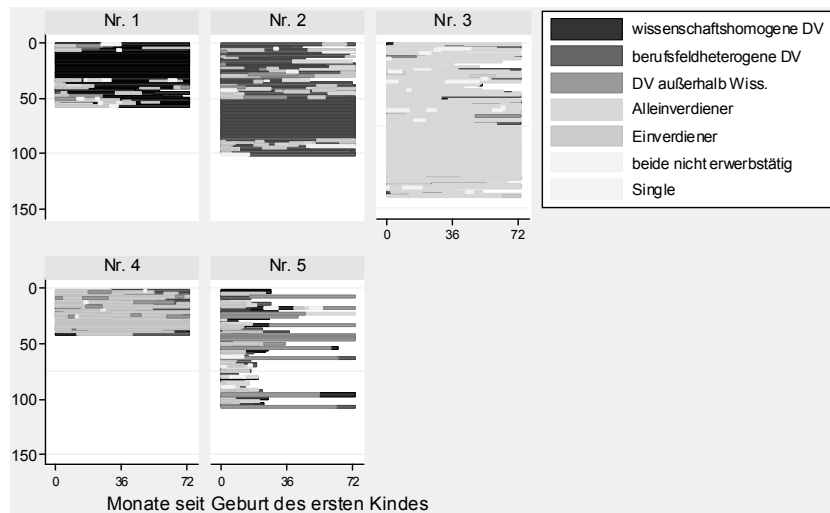 Nr. 1
Nr. 2
Nr. 3
0
50
100
150
0
36
72
wissenschaftshomogene DV
berufsfeldheterogene DV
DV außerhalb Wiss.
Alleinverdiener
Einverdiener
beide nicht erwerbstätig
Single
Nr. 4
Nr. 5
0
50
100
150
0
36
72
0
36
72
Monate seit Geburt des ersten Kindes